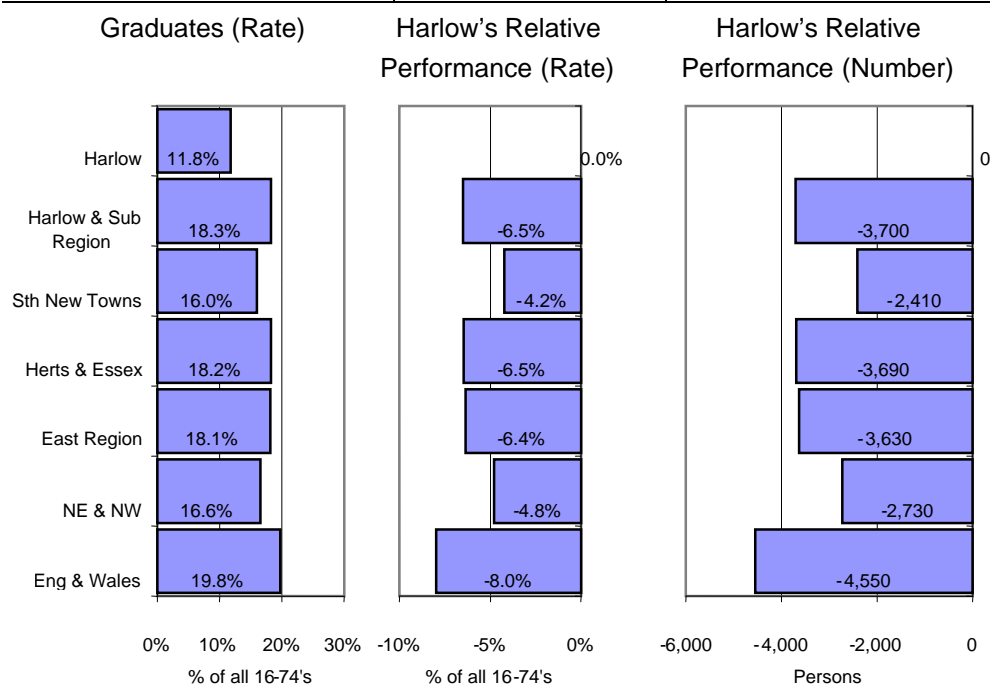 Graduates (Rate)
Harlow's Relative
Performance (Rate)
Harlow's Relative
Performance (Number)
Harlow
Harlow & Sub
Region
Sth New Towns
Herts & Essex
East Region
NE & NW
Eng & Wales
11.8%
18.3%
16.0%
18.2%
18.1%
16.6%
19.8%
0% 10% 20% 30%
% of all 16-74's
0.0%
-6.5%
-4.2%
-6.5%
-6.4%
-4.8%
-8.0%
-10% -5% 0%
% of all 16-74's
0
-3,700
-2,410
-3,690
-3,630
-2,730
-4,550
-6,000 -4,000 -2,000 0
Persons